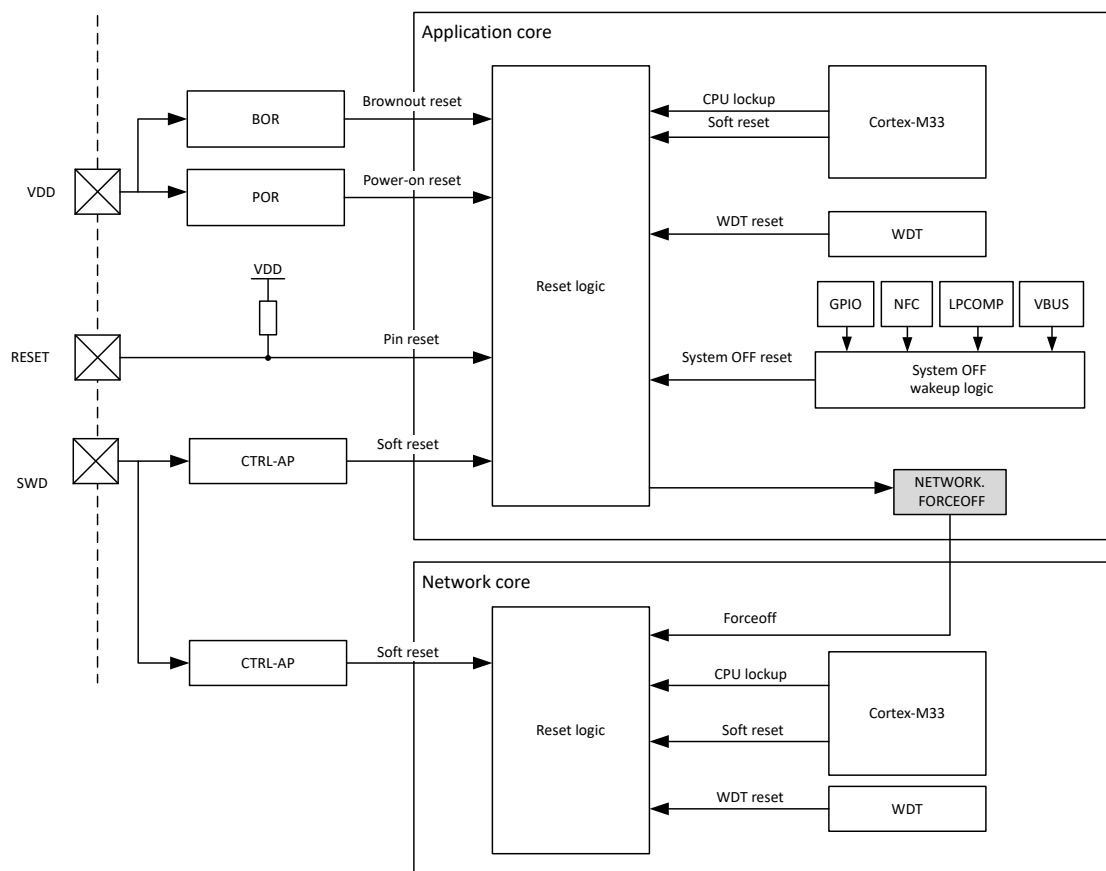 Application core
BOR
Brownout reset
CPU lockup
Soft reset
Cortex-M33
VDD
POR
Power-on reset
WDT reset
WDT
VDD
Reset logic
GPIO
NFC
LPCOMP
VBUS
RESET
Pin reset
System OFF reset
System OFF
wakeup logic
SWD
CTRL-AP
Soft reset
NETWORK.
FORCEOFF
Network core
Forceoff
CTRL-AP
Soft reset
CPU lockup
Cortex-M33
Reset logic
Soft reset
WDT reset
WDT